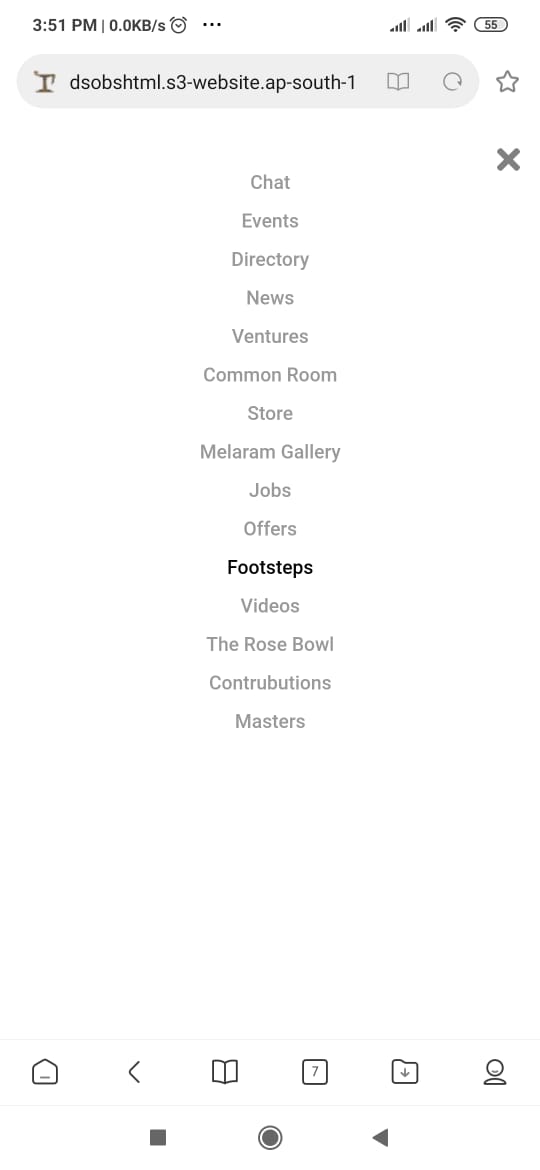 3:51 PM | 0.0KB/s ... 55
dsobshtml.s3-website.ap-south-1
Chat
Events
Directory
News
Ventures
Common Room
Store
Melaram Gallery
Jobs
Offers
Footsteps
Videos
The Rose Bowl
Contrubutions
Masters
7